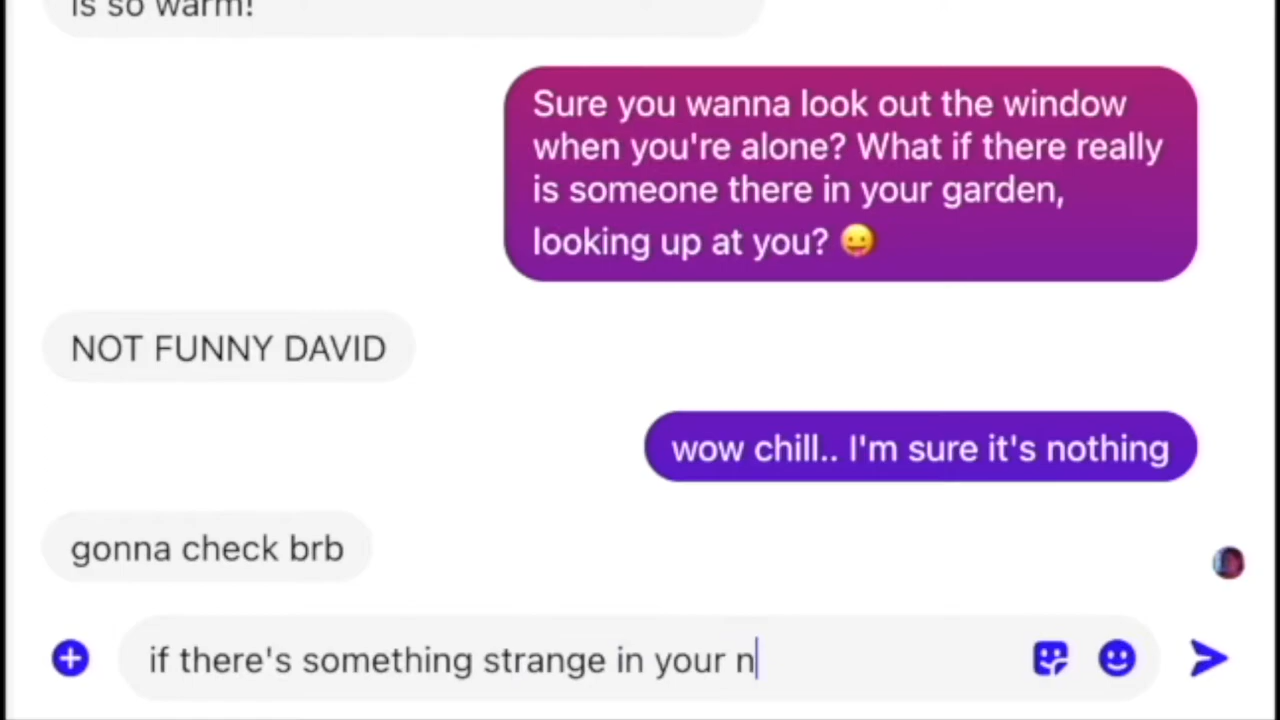 is so warm!
Sure you wanna look out the window
when you're alone? What if there really
is someone there in your garden,
looking up at you? 😛
NOT FUNNY DAVID
wow chill.. I'm sure it's nothing
gonna check brb
if there's something strange in your n